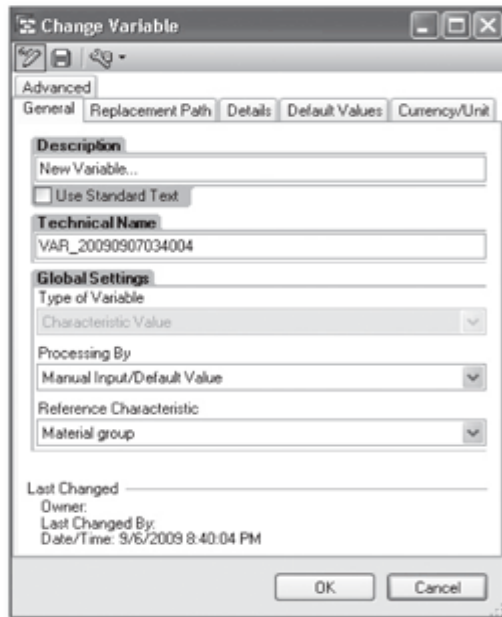 Change Variable
Advanced
General Replacement Path Details Default Values Currency/Unit
Description
New Variable...
Use Standard Text
Technical Name
VAR_20090907034004
Global Settings
Type of Variable
Characteristic Value
Processing By
Manual Input/Default Value
Reference Characteristic
Material group
Last Changed
Owner:
Last Changed By:
Date/Time: 9/6/2009 8:40:04 PM
OK Cancel